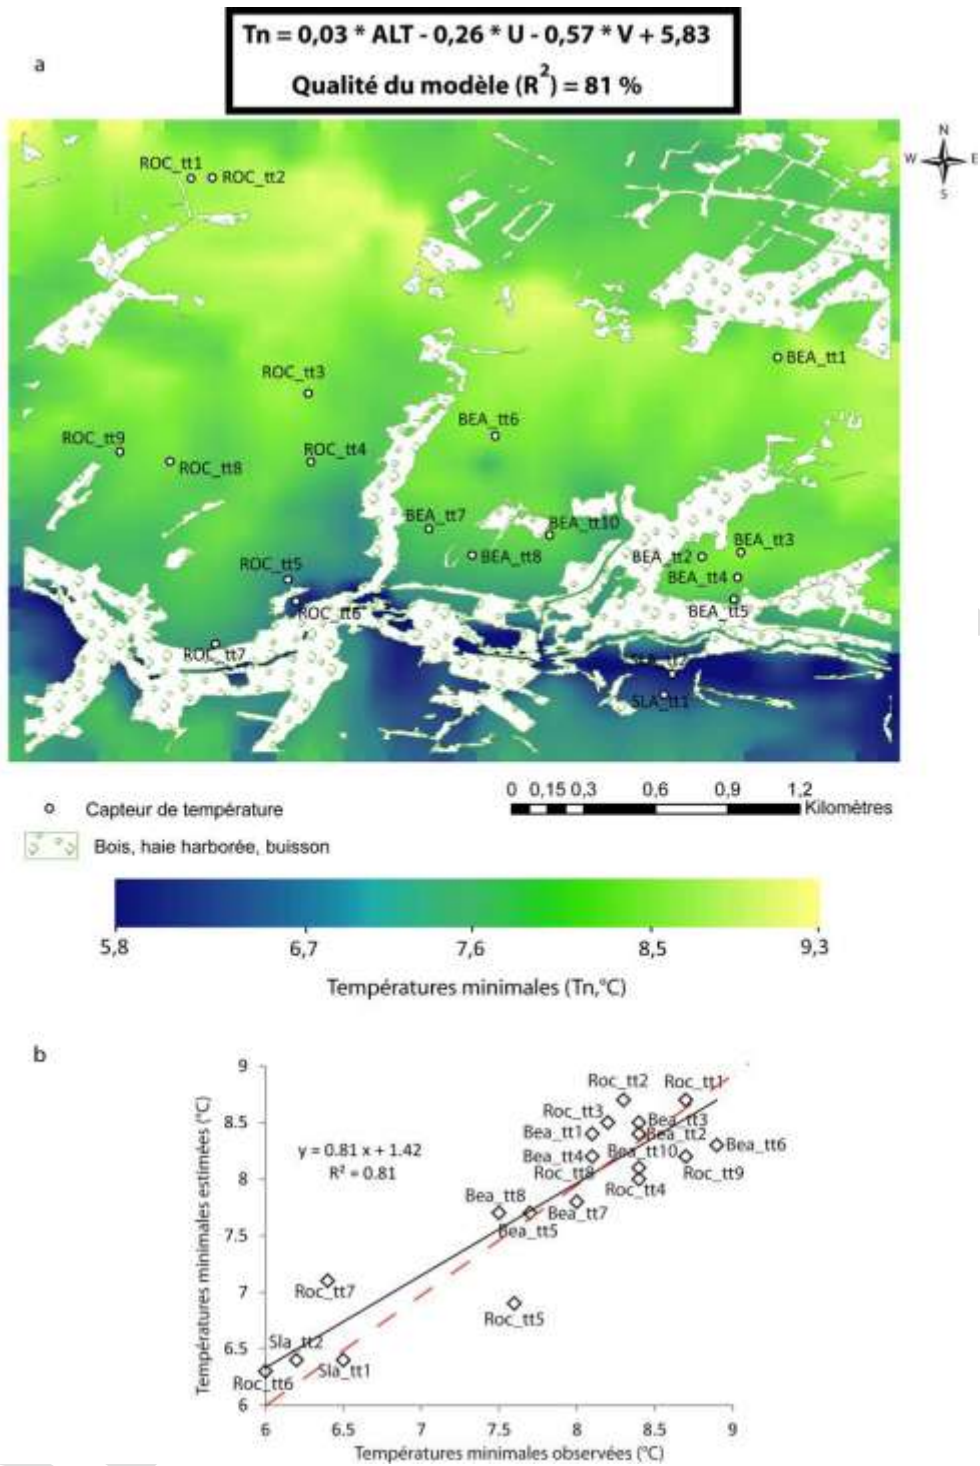 Tn = 0,03 * ALT - 0,26 * U - 0,57 * V + 5,83
Qualité du modèle (R2) = 81 %
a
N
W E
S
ROC_tt1
ROC_tt2
BEA_tt1
ROC_tt3
BEA_tt6
ROC_tt9
ROC_tt4
ROC_tt8
BEA_tt7
BEA_tt10
BEA_tt3
BEA_tt8
BEA_tt2
ROC_tt5
BEA_tt4
ROC_tt6
BEA_tt5
ROC_tt7
SLA_tt1
0 0,15 0,3 0,6 0,9 1,2
Kilomètres
Capteur de température
Bois, haie harborée, buisson
5,8 6,7 7,6 8,5 9,3
Températures minimales (Tn,°C)
b
Températures minimales estimées (°C)
9
8.5
8
7.5
7
6.5
6
y = 0.81 x + 1.42
R² = 0.81
Roc_tt2
Roc_tt1
Roc_tt3
Bea_tt3
Bea_tt1
Bea_tt2
Bea_tt6
Bea_tt4
Bea_tt10
Roc_tt8
Roc_tt9
Roc_tt4
Bea_tt8
Bea_tt7
Bea_tt5
Roc_tt7
Roc_tt5
Sla_tt2
Sla_tt1
Roc_tt6
6 6.5 7 7.5 8 8.5 9
Températures minimales observées (°C)